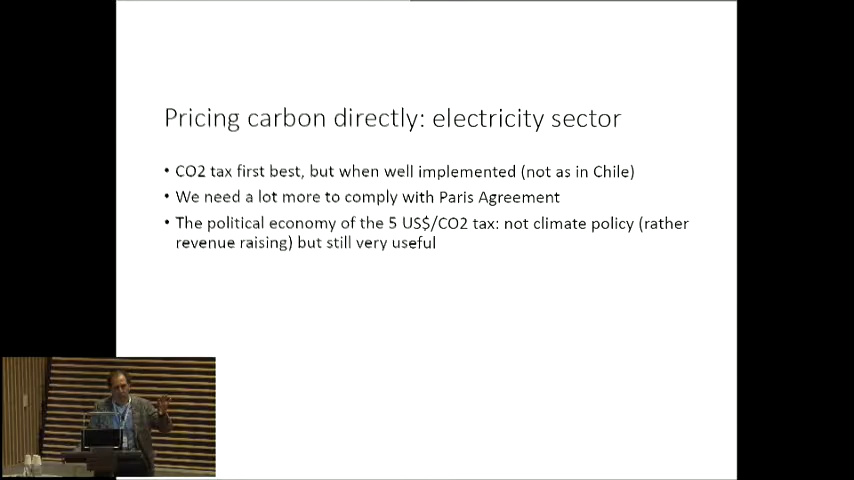 Pricing carbon directly: electricity sector
• CO2 tax first best, but when well implemented (not as in Chile)
• We need a lot more to comply with Paris Agreement
• The political economy of the 5 US$/CO2 tax: not climate policy (rather
revenue raising) but still very useful